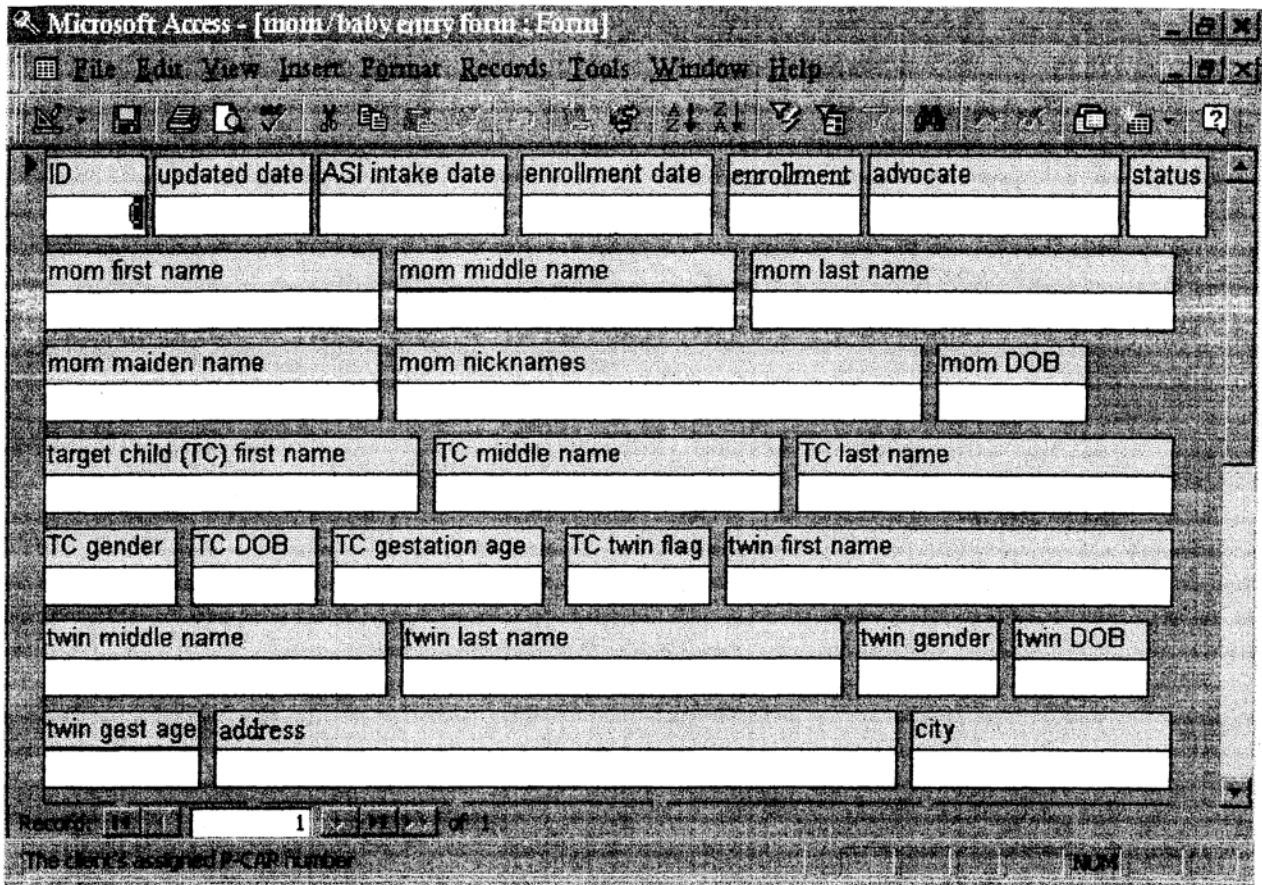 Microsoft Access - [mom/baby entry form : Form]
File Edit View Insert Format Records Tools Window Help
ID updated date ASI intake date enrollment date enrollment advocate status
mom first name mom middle name mom last name
mom maiden name mom nicknames mom DOB
target child (TC) first name TC middle name TC last name
TC gender TC DOB TC gestation age TC twin flag twin first name
twin middle name twin last name twin gender twin DOB
twin gest age address city
Record: 1 of 1
The client's assigned P-CAP number NUM